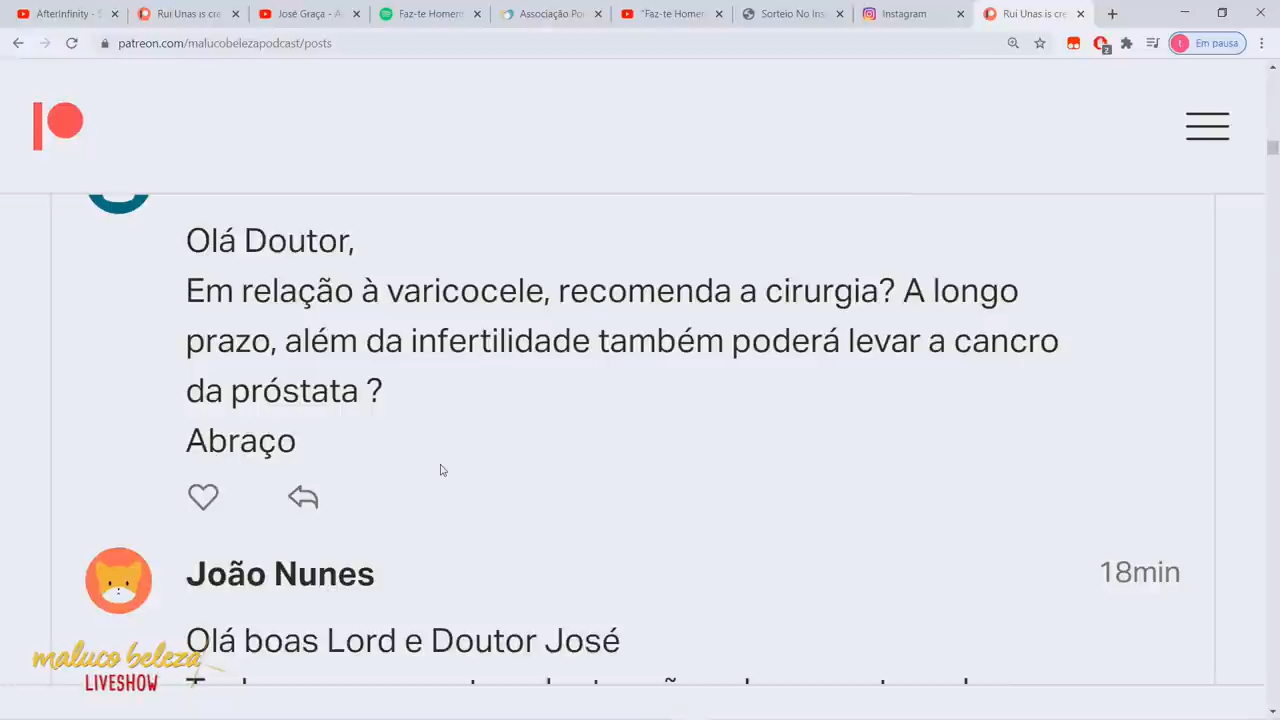 AfterInfinity - S
Rui Unas is cre
José Graça - A
Faz-te Homem
Associação Po
"Faz-te Homer
Sorteio No Ins
Instagram
Rui Unas is cre
patreon.com/malucobelezapodcast/posts
2
t
Em pausa
Olá Doutor,
Em relação à varicocele, recomenda a cirurgia? A longo
prazo, além da infertilidade também poderá levar a cancro
da próstata ?
Abraço
João Nunes
18min
Olá boas Lord e Doutor José
maluco beleza
LIVESHOW